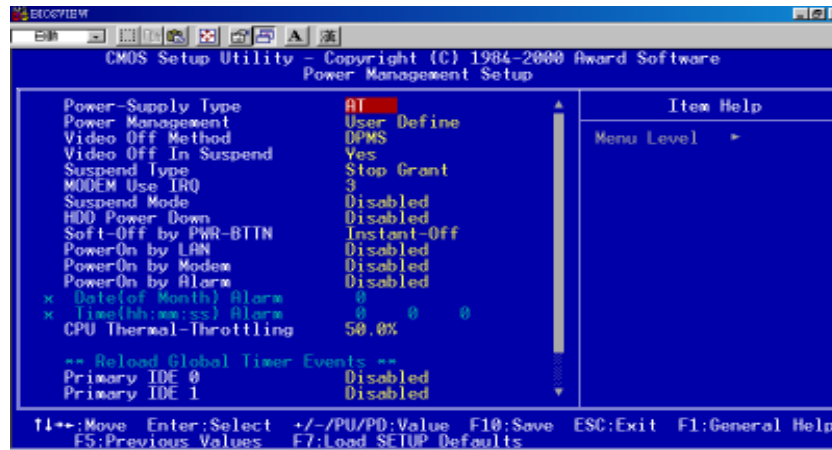 BIOSVIEW
自動
A 漢
CMOS Setup Utility - Copyright (C) 1984-2000 Award Software
Power Management Setup
Power-Supply Type AT
Power Management User Define
Video Off Method DPMS
Video Off In Suspend Yes
Suspend Type Stop Grant
MODEM Use IRQ 3
Suspend Mode Disabled
HDD Power Down Disabled
Soft-Off by PWR-BTTN Instant-Off
PowerOn by LAN Disabled
PowerOn by Modem Disabled
PowerOn by Alarm Disabled
x Date(of Month) Alarm 0
x Time(hh:mm:ss) Alarm 0 0 0
CPU Thermal-Throttling 50.0%
** Reload Global Timer Events **
Primary IDE 0 Disabled
Primary IDE 1 Disabled
Item Help
Menu Level ►
↑↓→←:Move Enter:Select +/-/PU/PD:Value F10:Save ESC:Exit F1:General Help
F5:Previous Values F7:Load SETUP Defaults